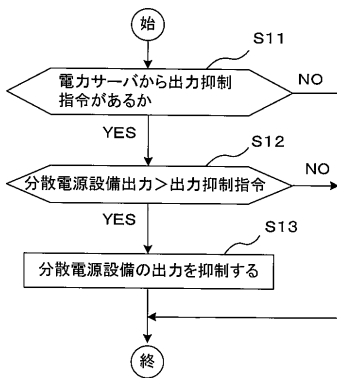 始
S11
電力サーバから出力抑制
指令があるか
NO
YES
S12
分散電源設備出力＞出力抑制指令
NO
YES
S13
分散電源設備の出力を抑制する
終